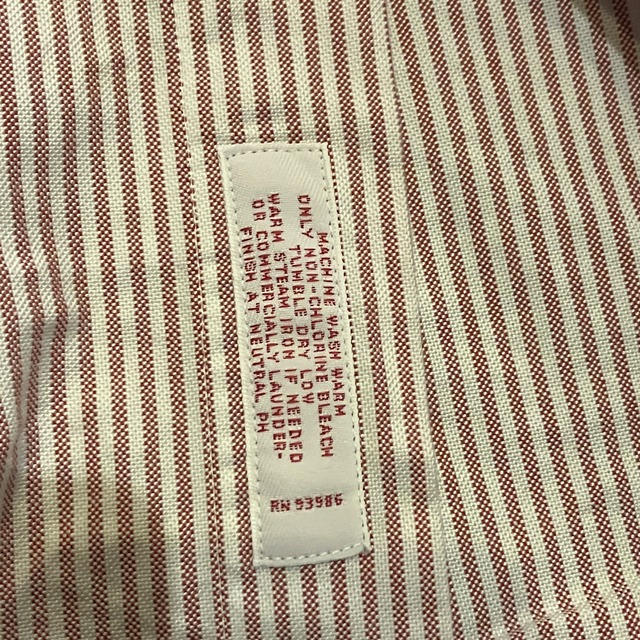 MACHINE WASH WARM
ONLY NON-CHLORINE BLEACH
TUMBLE DRY LOW
WARM STEAM IRON IF NEEDED
OR COMMERCIALLY LAUNDER-
FINISH AT NEUTRAL PH
RN 93986